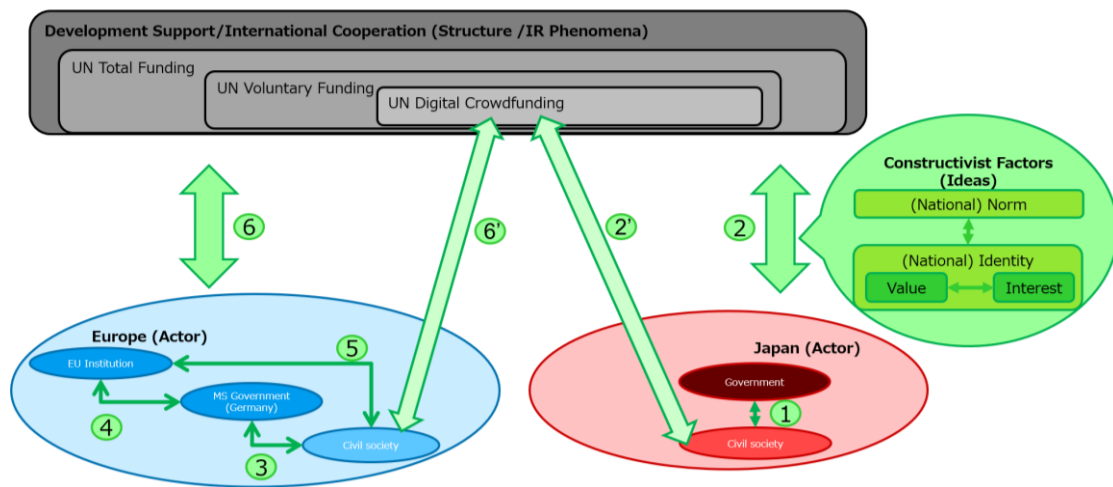 Development Support/International Cooperation (Structure /IR Phenomena)
UN Total Funding
UN Voluntary Funding
UN Digital Crowdfunding
Constructivist Factors
(Ideas)
(National) Norm
(National) Identity
Value
Interest
6
6'
2'
2
Europe (Actor)
EU Institution
MS Government
(Germany)
Civil society
5
4
3
Japan (Actor)
Government
1
Civil society